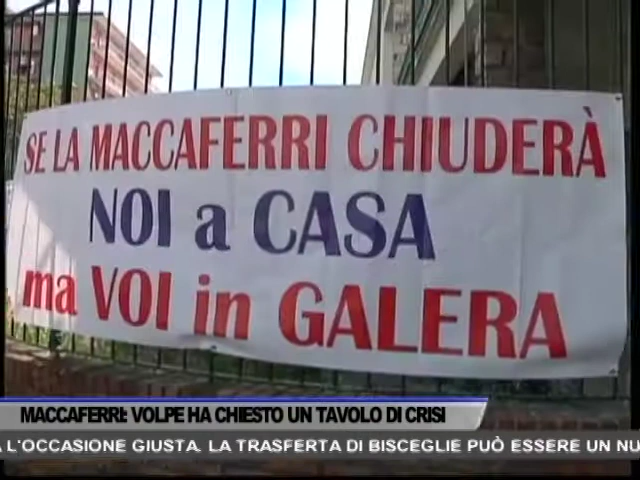 SE LA MACCAFERRI CHIUDERÀ
NOI a CASA
ma VOI in GALERA
MACCAFERRI: VOLPE HA CHIESTO UN TAVOLO DI CRISI
L'OCCASIONE GIUSTA. LA TRASFERTA DI BISCEGLIE PUÒ ESSERE UN